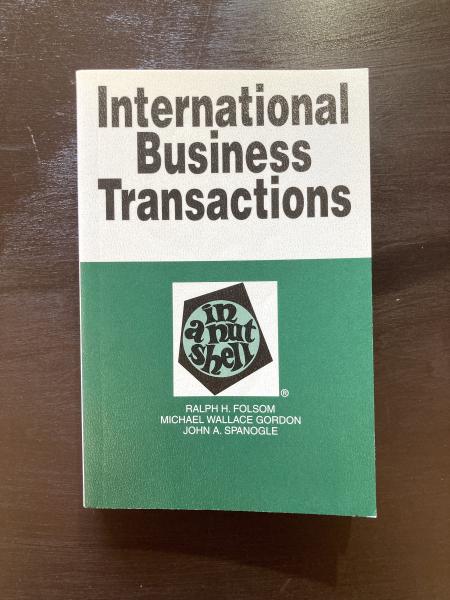 International
Business
Transactions
in
a nut
shell
®
RALPH H. FOLSOM
MICHAEL WALLACE GORDON
JOHN A. SPANOGLE